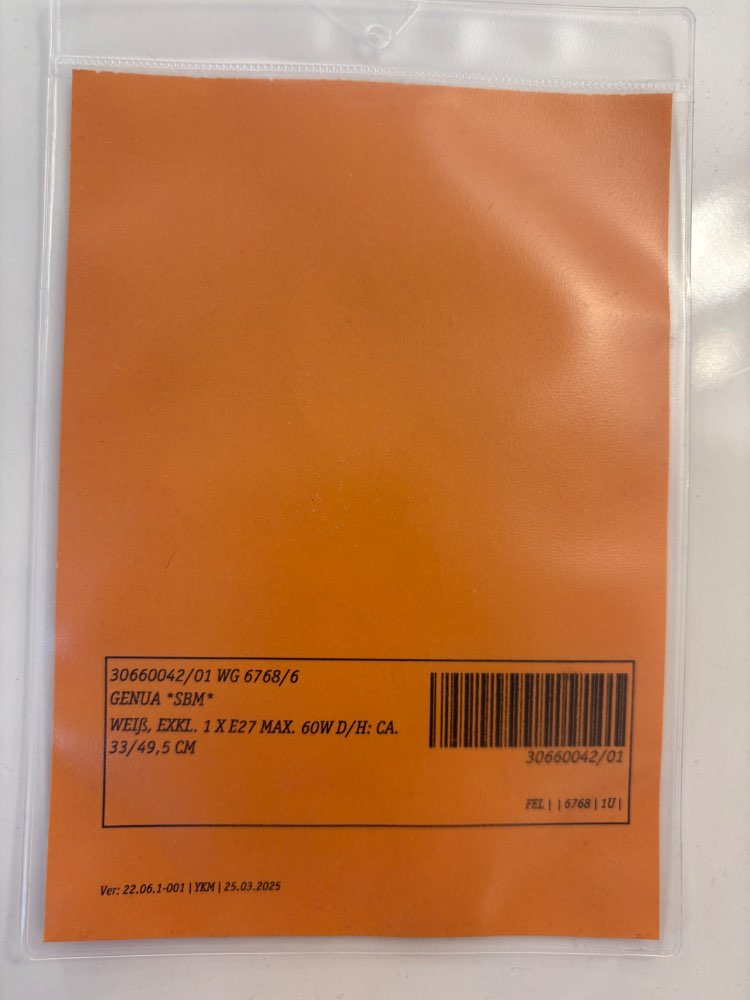 30660042/01 WG 6768/6
GENUA *SBM*
WEIß, EXKL. 1 X E27 MAX. 60W D/H: CA.
33/49,5 CM
30660042/01
FEL | | 6768 | 1U |
Ver: 22.06.1-001 | YKM | 25.03.2025